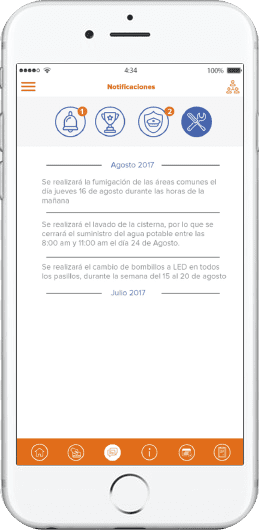 4:34
100%
Notificaciones
1
2
Agosto 2017
Se realizará la fumigación de las áreas comunes el
día jueves 16 de agosto durante las horas de la
mañana
Se realizará el lavado de la cisterna, por lo que se
cerrará el suministro del agua potable entre las
8:00 am y 11:00 am el día 24 de Agosto.
Se realizará el cambio de bombillos a LED en todos
los pasillos, durante la semana del 15 al 20 de agosto
Julio 2017